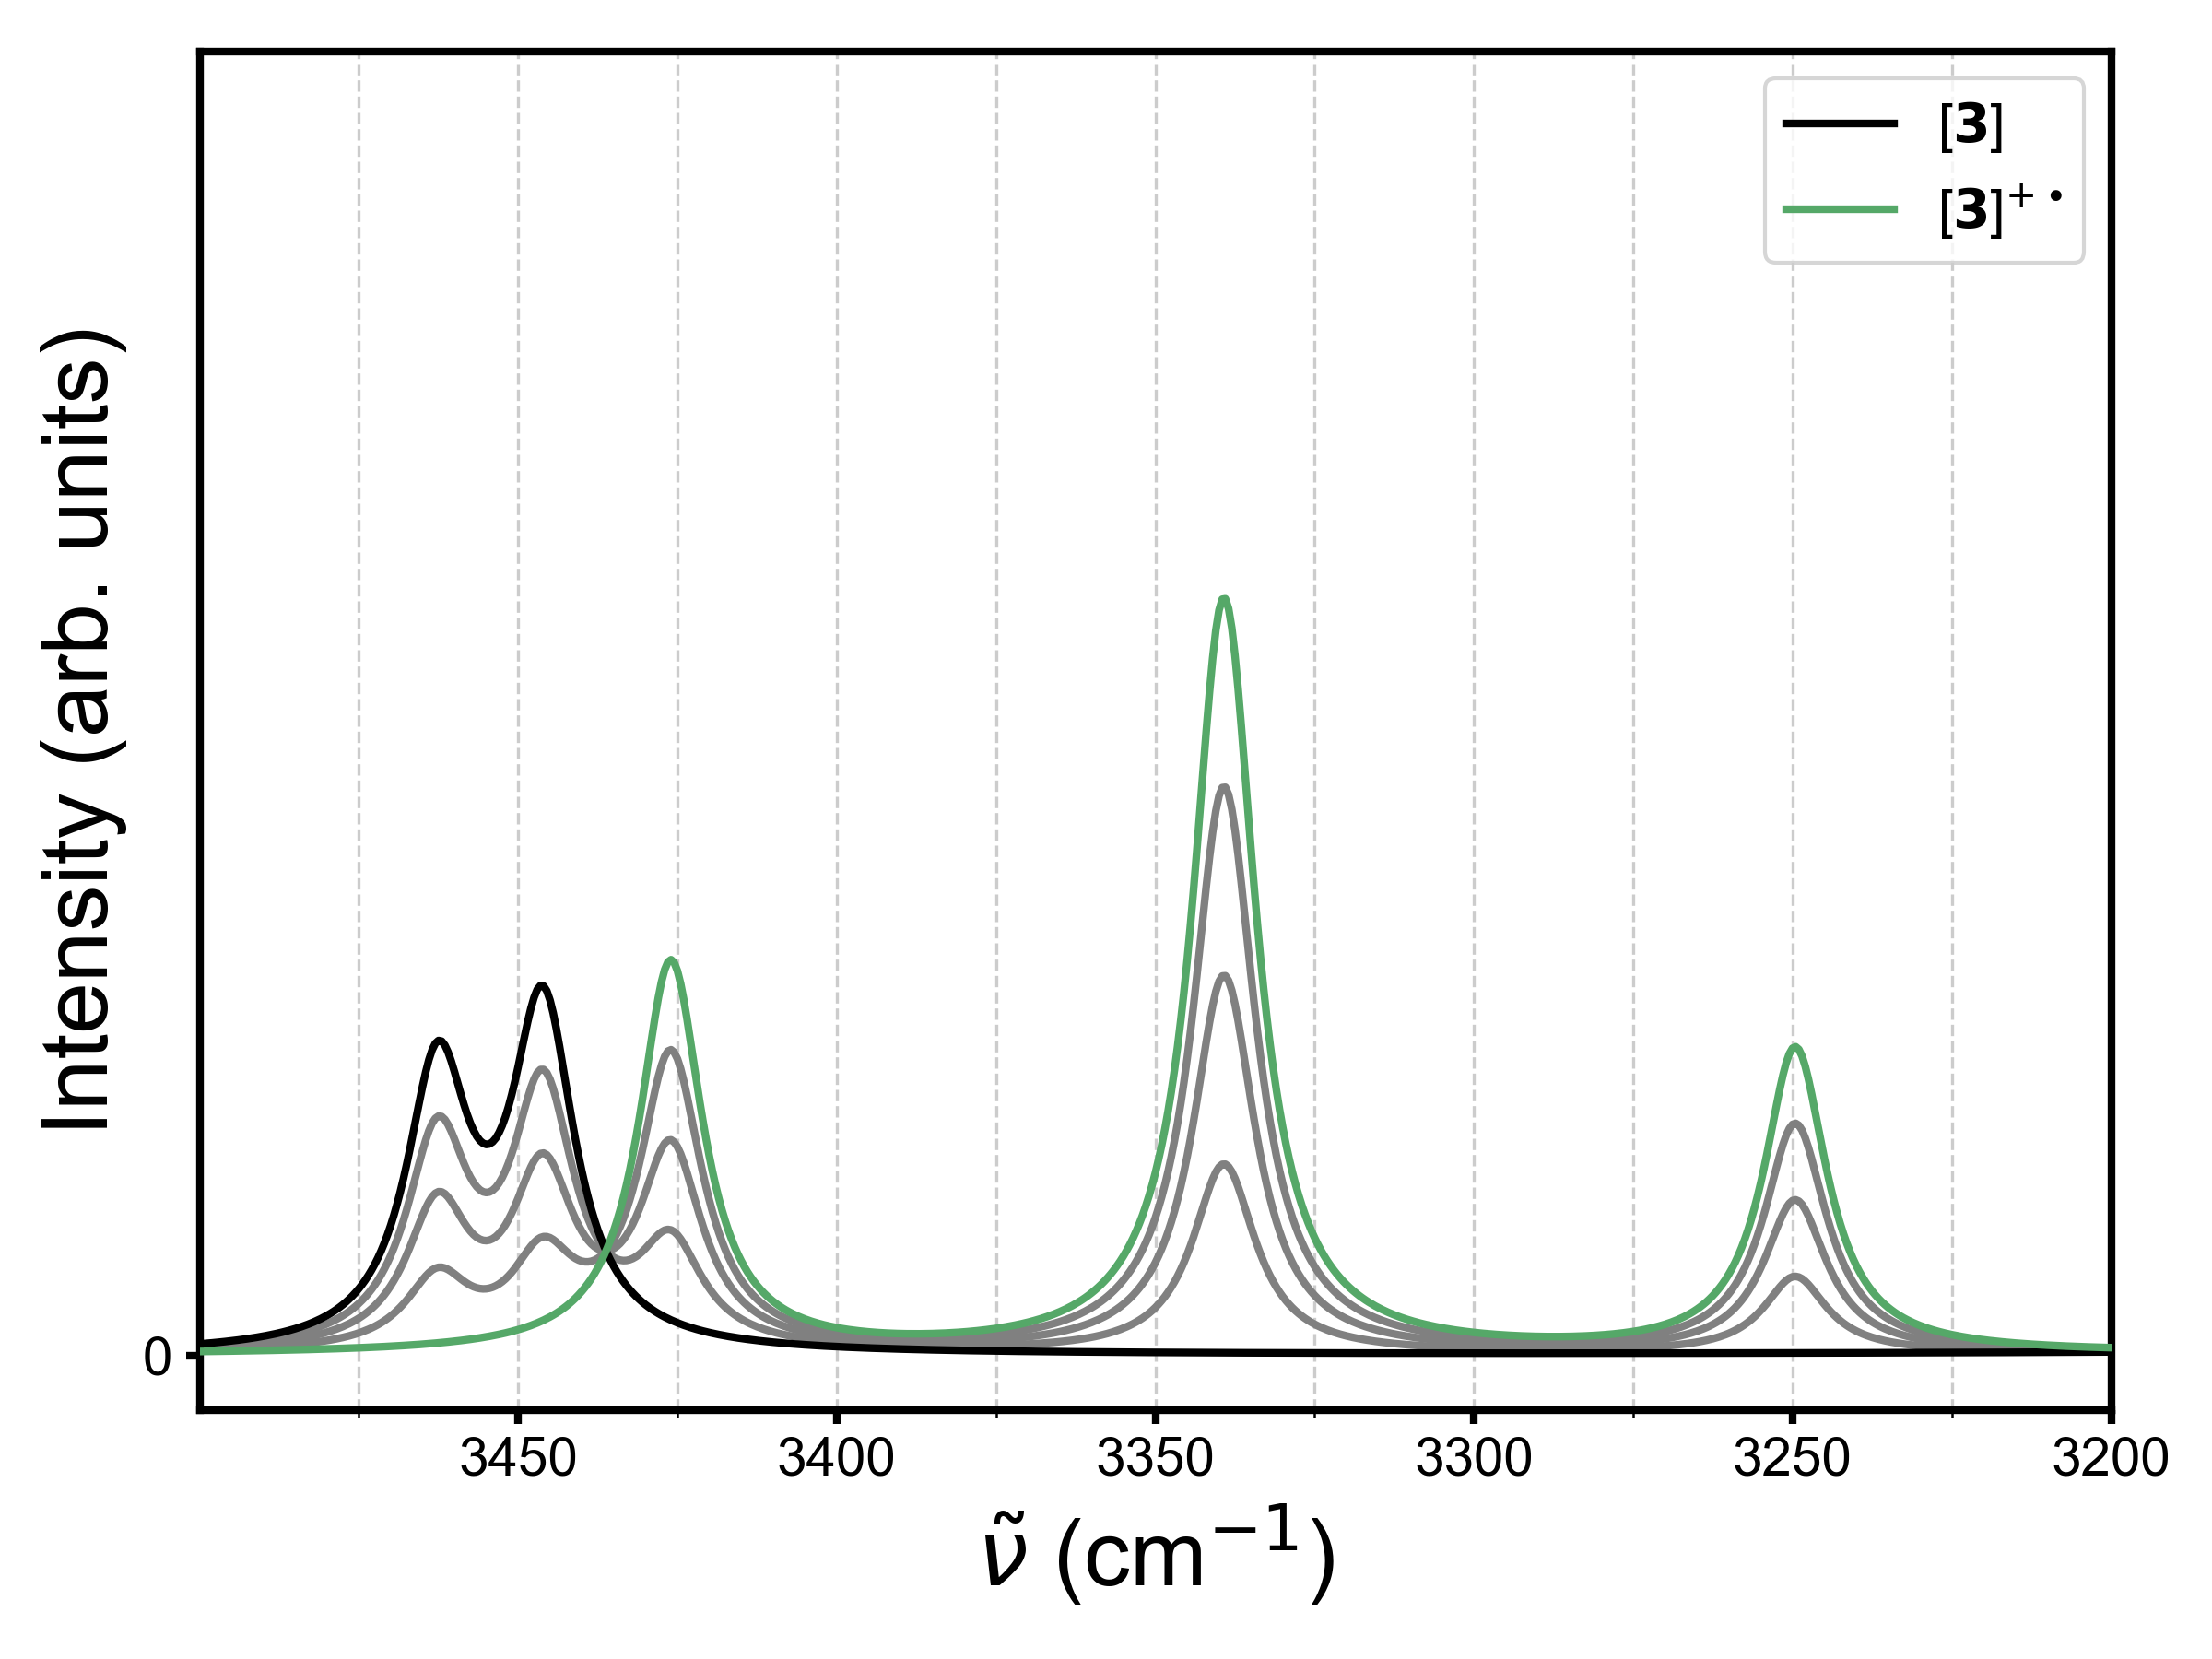 [3]
[3]⁺ •
Intensity (arb. units)
0
3450 3400 3350 3300 3250 3200
ν̃ (cm⁻¹)